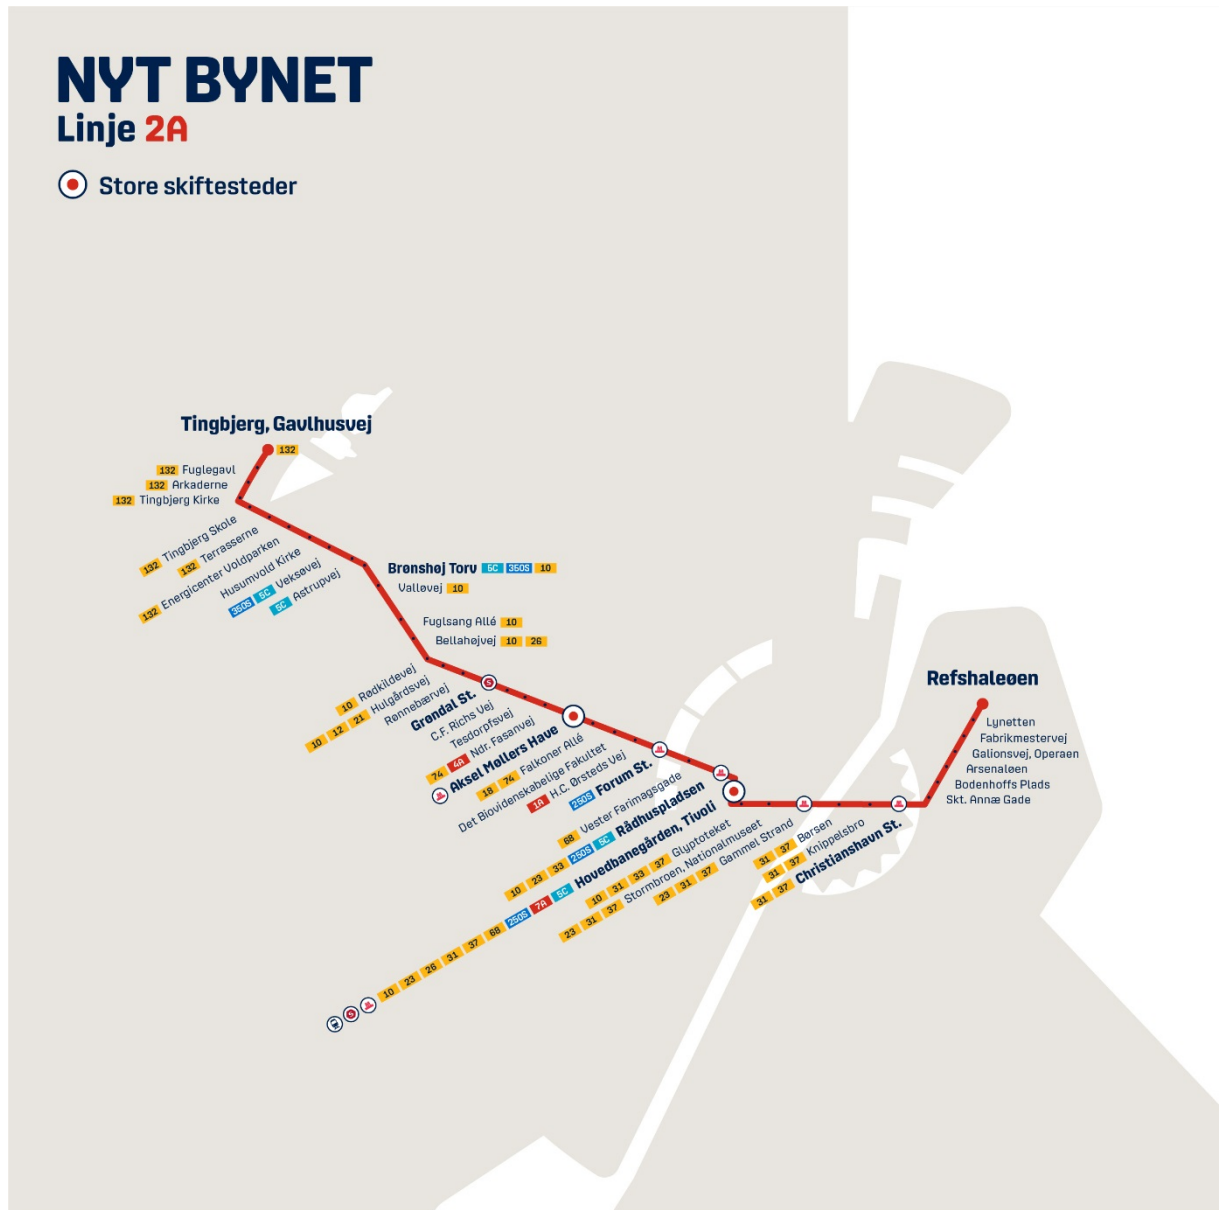 NYT BYNET
Linje 2A
Store skiftesteder
Tingbjerg, Gavlhusvej
132
132 Fuglegavl
132 Arkaderne
132 Tingbjerg Kirke
132 Tingbjerg Skole
132 Terrasserne
132 Energicenter Voldparken
Husumvold Kirke
350S 5C Veksøvej
5C Astrupvej
Brønshøj Torv 5C 350S 10
Valløvej 10
Fuglsang Allé 10
Bellahøjvej 10 26
10 Rødkildevej
10 12 21 Hulgårdsvej
Rønnebærvej
Grøndal St.
C.F. Richs Vej
Tesdorpfsvej
74 4A Ndr. Fasanvej
Aksel Møllers Have
18 74 Falkoner Allé
Det Biovidenskabelige Fakultet
1A H.C. Ørsteds Vej
250S Forum St.
68 Vester Farimagsgade
10 23 33 250S 5C Rådhuspladsen
10 23 26 31 37 68 250S 7A 5C Hovedbanegården, Tivoli
10 31 33 37 Glyptoteket
23 31 37 Stormbroen, Nationalmuseet
23 31 37 Gammel Strand
31 37 Børsen
31 37 Knippelsbro
31 37 Christianshavn St.
Refshaleøen
Lynetten
Fabrikmestervej
Galionsvej, Operaen
Arsenaløen
Bodenhoffs Plads
Skt. Annæ Gade